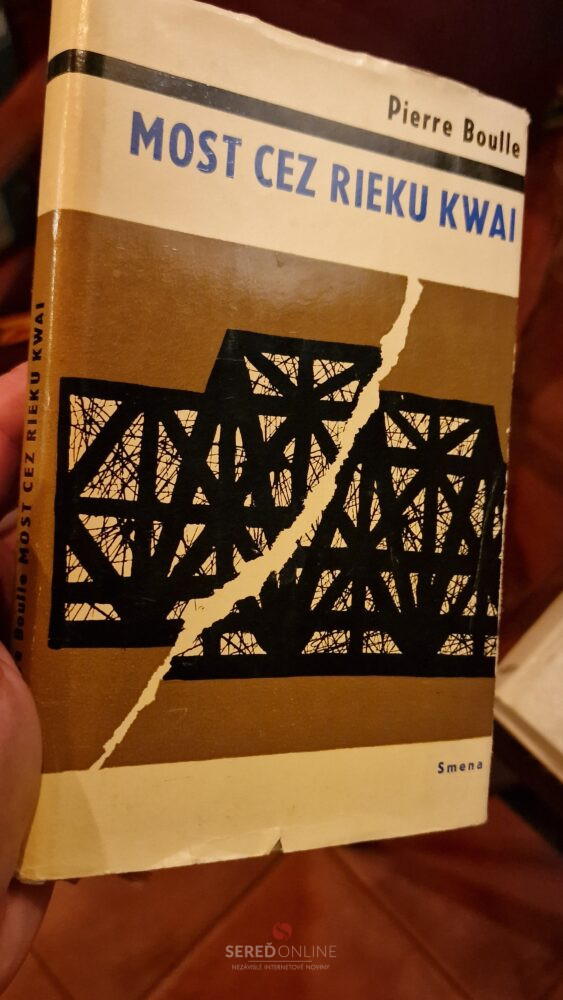 Pierre Boulle
MOST CEZ RIEKU KWAI
Boulle MOST CEZ RIEKU KWAI
Smena
SEREĎONLINE
NEZÁVISLÉ INTERNETOVÉ NOVINY